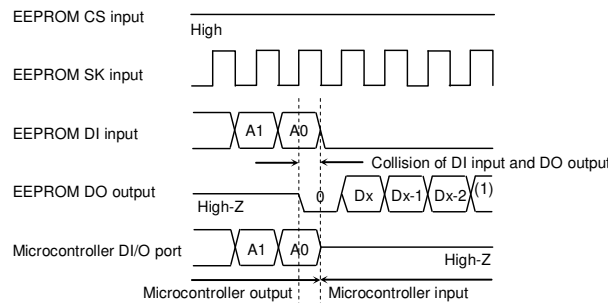 EEPROM CS input
High
EEPROM SK input
EEPROM DI input A1 A0
Collision of DI input and DO output
EEPROM DO output High-Z 0 Dx Dx-1 Dx-2 (1)
Microcontroller DI/O port A1 A0 High-Z
Microcontroller output Microcontroller input